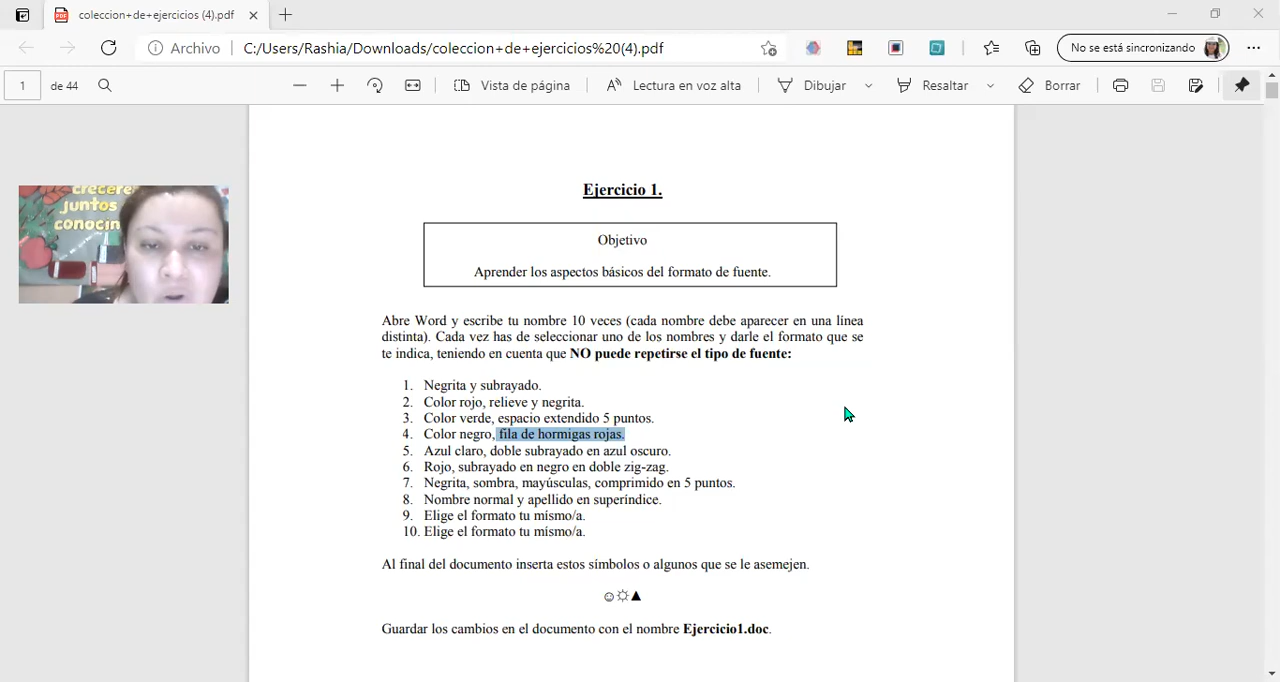 coleccion+de+ejercicios (4).pdf
Archivo
C:/Users/Rashia/Downloads/coleccion+de+ejercicios%20(4).pdf
No se está sincronizando
1 de 44
Vista de página
Lectura en voz alta
Dibujar
Resaltar
Borrar
crecere
juntos
conocin
Ejercicio 1.
Objetivo
Aprender los aspectos básicos del formato de fuente.
Abre Word y escribe tu nombre 10 veces (cada nombre debe aparecer en una línea
distinta). Cada vez has de seleccionar uno de los nombres y darle el formato que se
te indica, teniendo en cuenta que NO puede repetirse el tipo de fuente:
1. Negrita y subrayado.
2. Color rojo, relieve y negrita.
3. Color verde, espacio extendido 5 puntos.
4. Color negro, fila de hormigas rojas.
5. Azul claro, doble subrayado en azul oscuro.
6. Rojo, subrayado en negro en doble zig-zag.
7. Negrita, sombra, mayúsculas, comprimido en 5 puntos.
8. Nombre normal y apellido en superíndice.
9. Elige el formato tu mismo/a.
10. Elige el formato tu mismo/a.
Al final del documento inserta estos símbolos o algunos que se le asemejen.
☺☼▲
Guardar los cambios en el documento con el nombre Ejercicio1.doc.